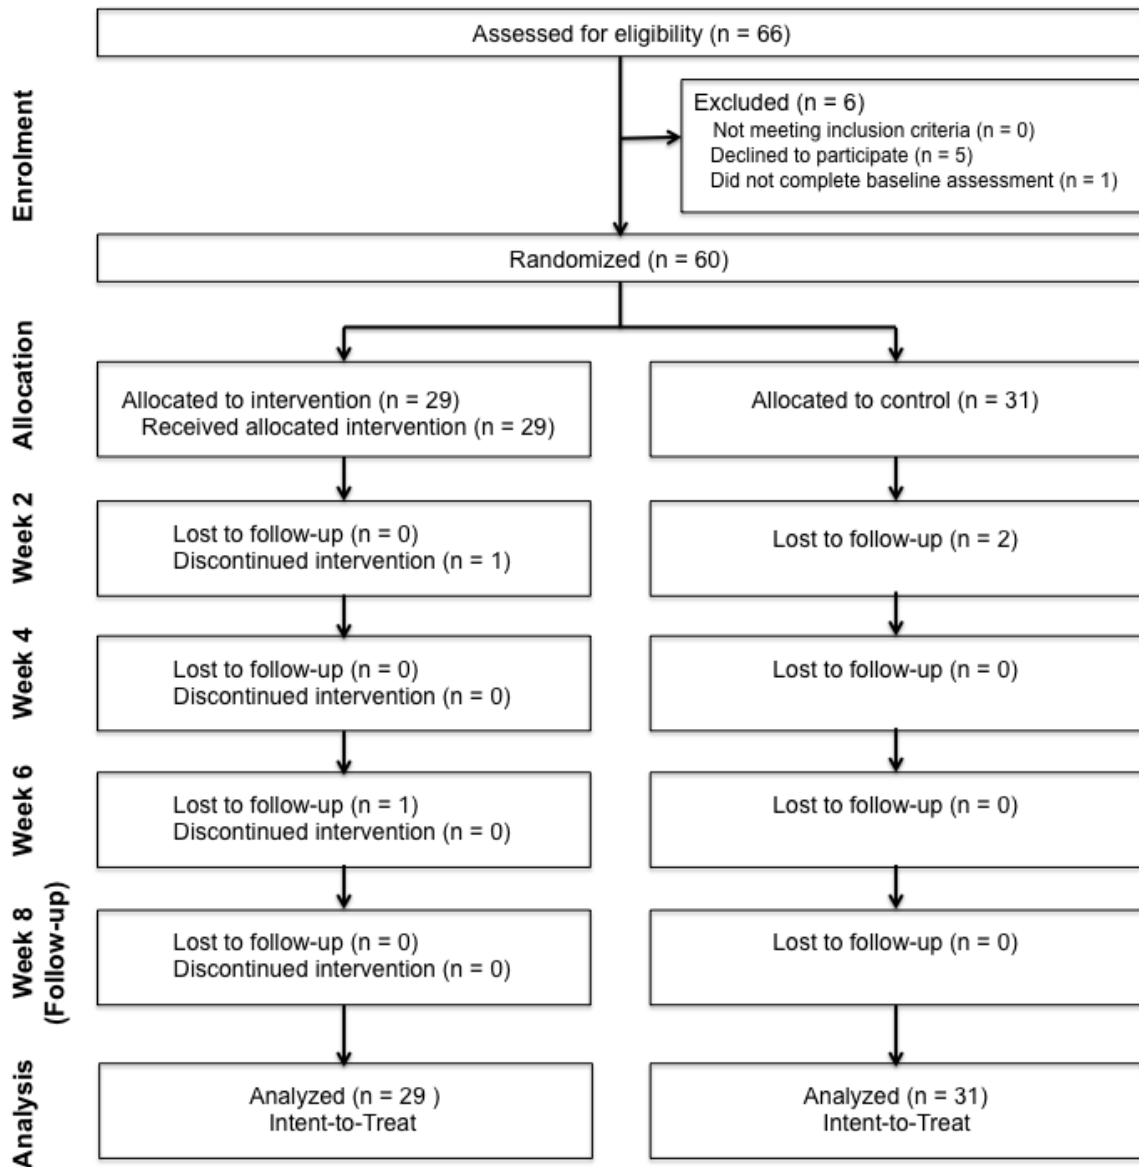 Assessed for eligibility (n = 66)
Enrolment
Excluded (n = 6)
Not meeting inclusion criteria (n = 0)
Declined to participate (n = 5)
Did not complete baseline assessment (n = 1)
Randomized (n = 60)
Allocation
Allocated to intervention (n = 29)
Received allocated intervention (n = 29)
Allocated to control (n = 31)
Week 2
Lost to follow-up (n = 0)
Discontinued intervention (n = 1)
Lost to follow-up (n = 2)
Week 4
Lost to follow-up (n = 0)
Discontinued intervention (n = 0)
Lost to follow-up (n = 0)
Week 6
Lost to follow-up (n = 1)
Discontinued intervention (n = 0)
Lost to follow-up (n = 0)
Week 8
(Follow-up)
Lost to follow-up (n = 0)
Discontinued intervention (n = 0)
Lost to follow-up (n = 0)
Analysis
Analyzed (n = 29 )
Intent-to-Treat
Analyzed (n = 31)
Intent-to-Treat